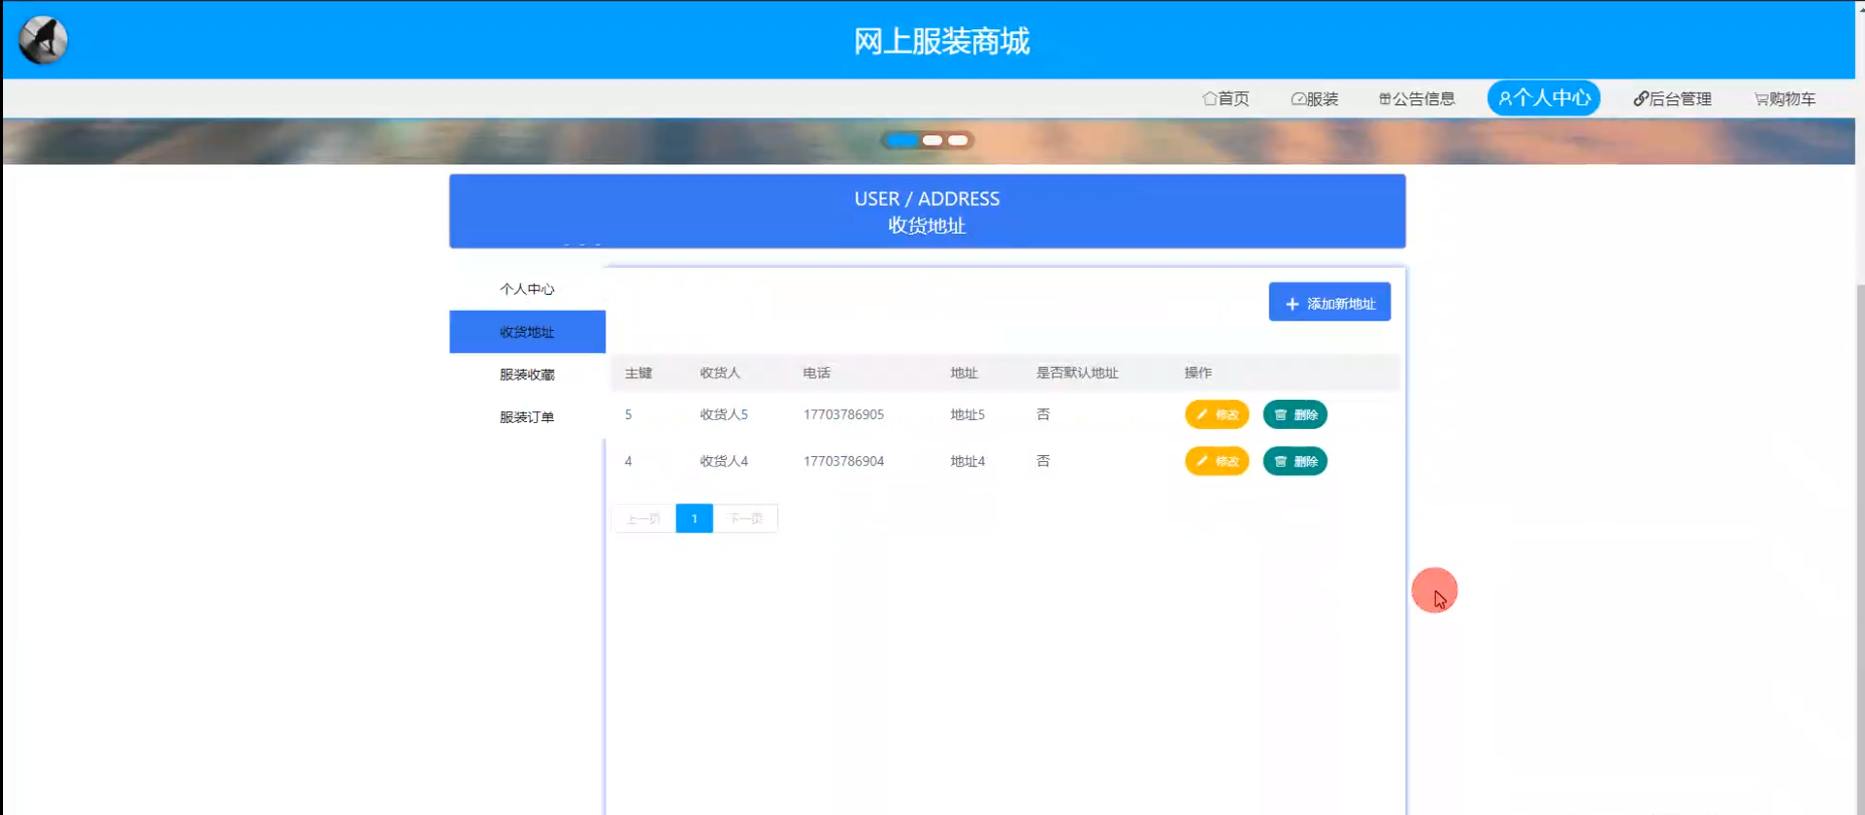 网上服装商城
首页 服装 公告信息 个人中心 后台管理 购物车
USER / ADDRESS
收货地址
个人中心
收货地址
服装收藏
服装订单
添加新地址
主键 收货人 电话 地址 是否默认地址 操作
5 收货人5 17703786905 地址5 否 修改 删除
4 收货人4 17703786904 地址4 否 修改 删除
上一页 1 下一页